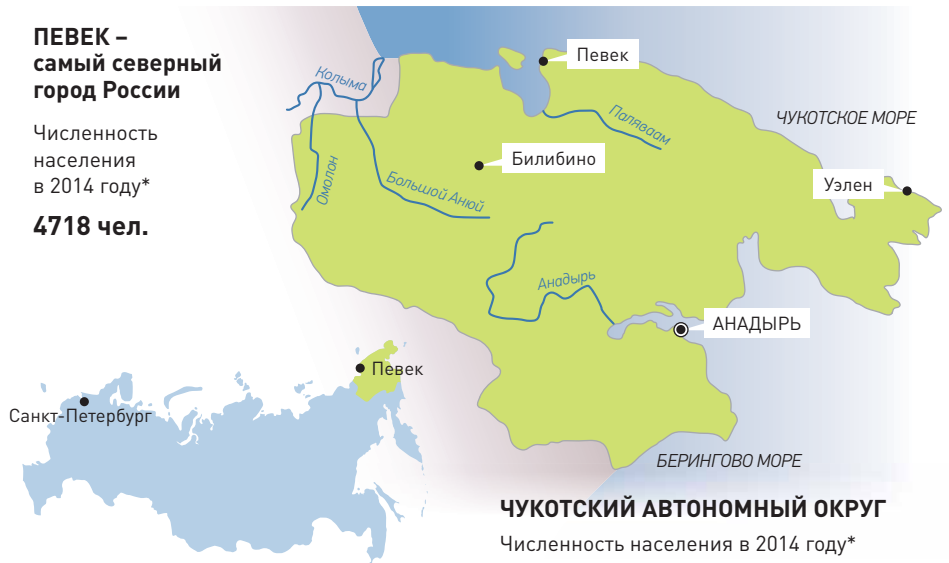 ПЕВЕК –
самый северный
город России
Численность
населения
в 2014 году*
4718 чел.
Колыма
Омолон
Большой Анюй
Певек
Паляваам
ЧУКОТСКОЕ МОРЕ
Билибино
Уэлен
Анадырь
АНАДЫРЬ
БЕРИНГОВО МОРЕ
Певек
Санкт-Петербург
ЧУКОТСКИЙ АВТОНОМНЫЙ ОКРУГ
Численность населения в 2014 году*